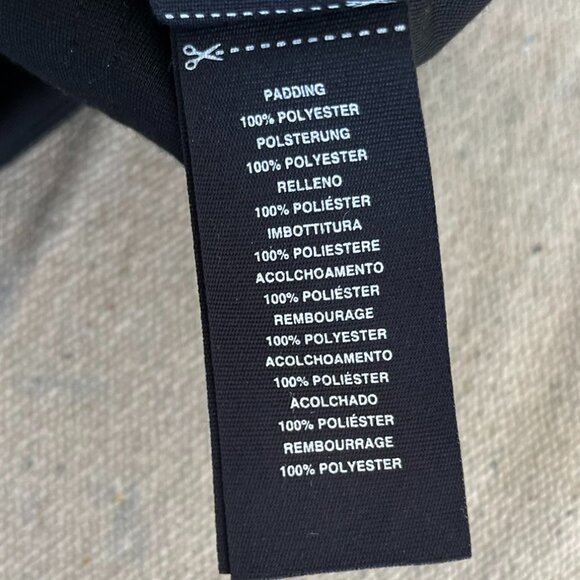 PADDING
100% POLYESTER
POLSTERUNG
100% POLYESTER
RELLENO
100% POLIÉSTER
IMBOTTITURA
100% POLIESTERE
ACOLCHOAMENTO
100% POLIÉSTER
REMBOURAGE
100% POLYESTER
ACOLCHOAMENTO
100% POLIÉSTER
ACOLCHADO
100% POLIÉSTER
REMBOURRAGE
100% POLYESTER